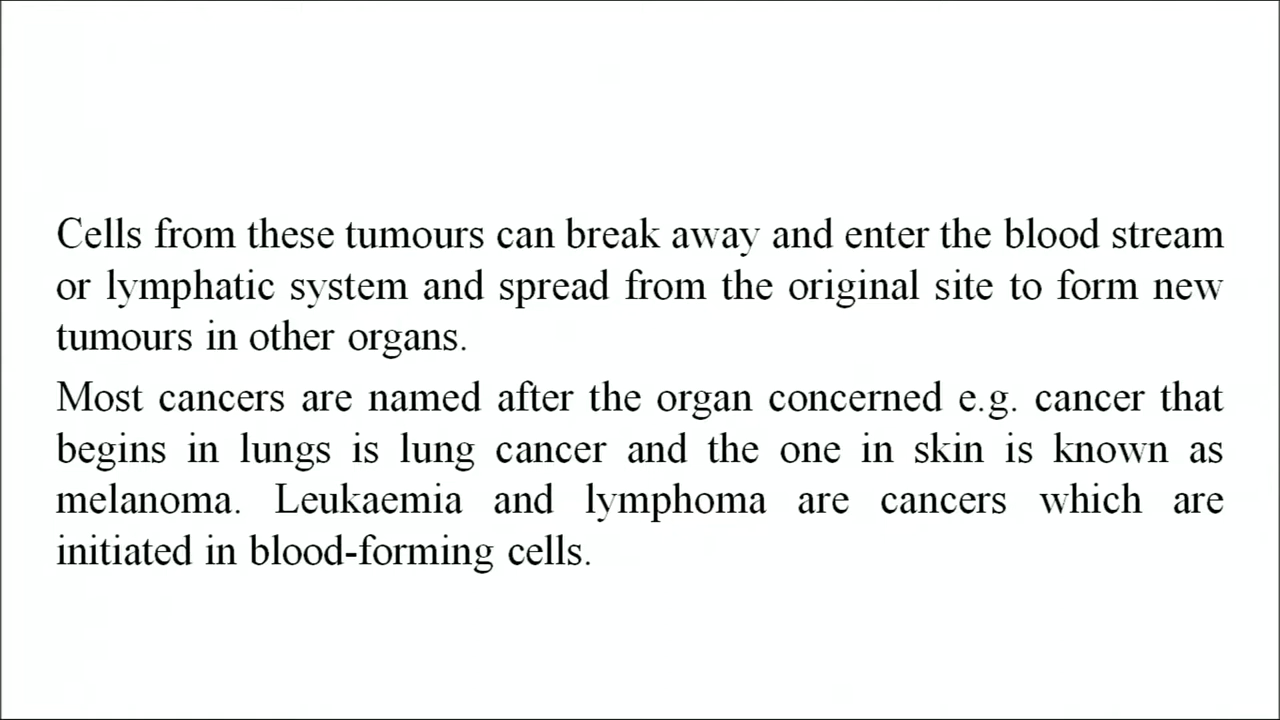 Cells from these tumours can break away and enter the blood stream
or lymphatic system and spread from the original site to form new
tumours in other organs.
Most cancers are named after the organ concerned e.g. cancer that
begins in lungs is lung cancer and the one in skin is known as
melanoma. Leukaemia and lymphoma are cancers which are
initiated in blood-forming cells.